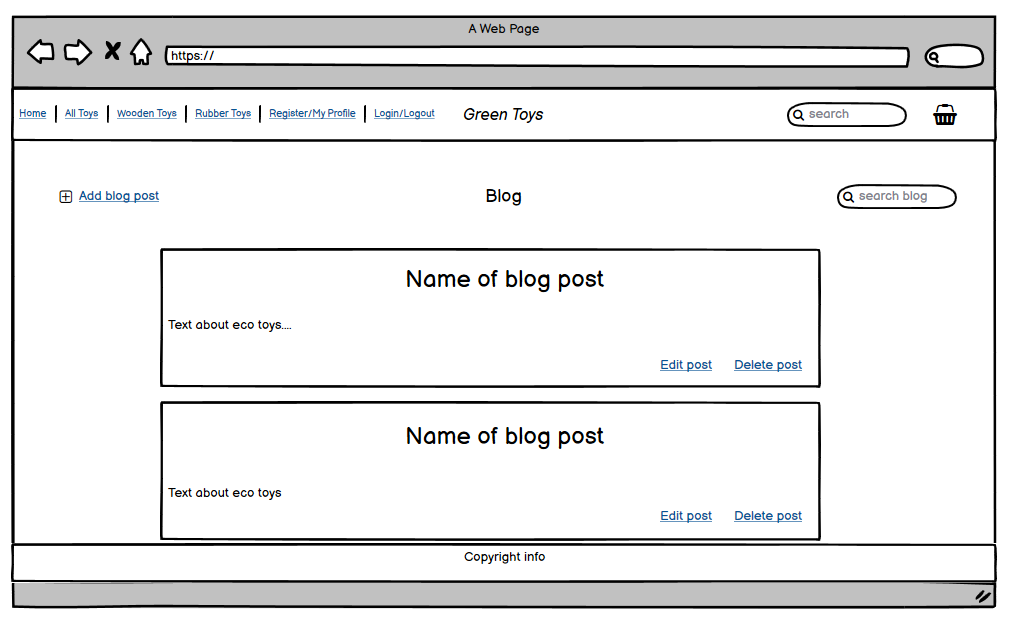 A Web Page
https://
Home All Toys Wooden Toys Rubber Toys Register/My Profile Login/Logout Green Toys search
Add blog post Blog search blog
Name of blog post
Text about eco toys....
Edit post Delete post
Name of blog post
Text about eco toys
Edit post Delete post
Copyright info